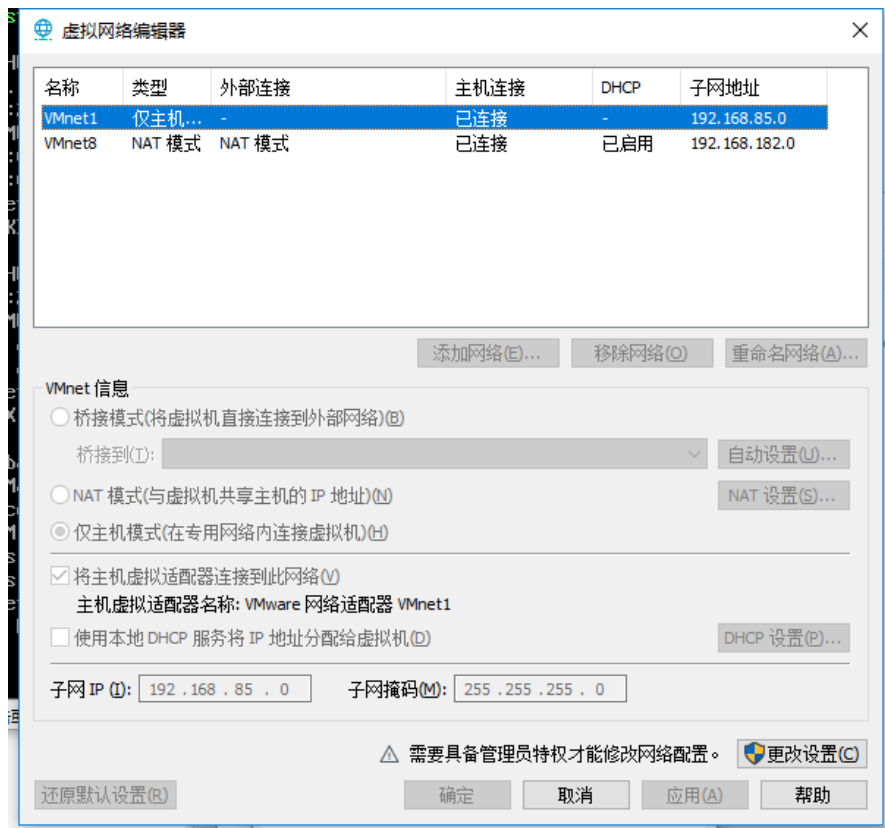 虚拟网络编辑器
名称 类型 外部连接 主机连接 DHCP 子网地址
VMnet1 仅主机... - 已连接 - 192.168.85.0
VMnet8 NAT 模式 NAT 模式 已连接 已启用 192.168.182.0
添加网络(E)... 移除网络(O) 重命名网络(A)...
VMnet 信息
桥接模式(将虚拟机直接连接到外部网络)(B)
桥接到(T): 自动设置(U)...
NAT 模式(与虚拟机共享主机的 IP 地址)(N) NAT 设置(S)...
仅主机模式(在专用网络内连接虚拟机)(H)
将主机虚拟适配器连接到此网络(V)
主机虚拟适配器名称: VMware 网络适配器 VMnet1
使用本地 DHCP 服务将 IP 地址分配给虚拟机(D) DHCP 设置(P)...
子网 IP (I): 192 . 168 . 85 . 0 子网掩码(M): 255 . 255 . 255 . 0
需要具备管理员特权才能修改网络配置。 更改设置(C)
还原默认设置(R) 确定 取消 应用(A) 帮助